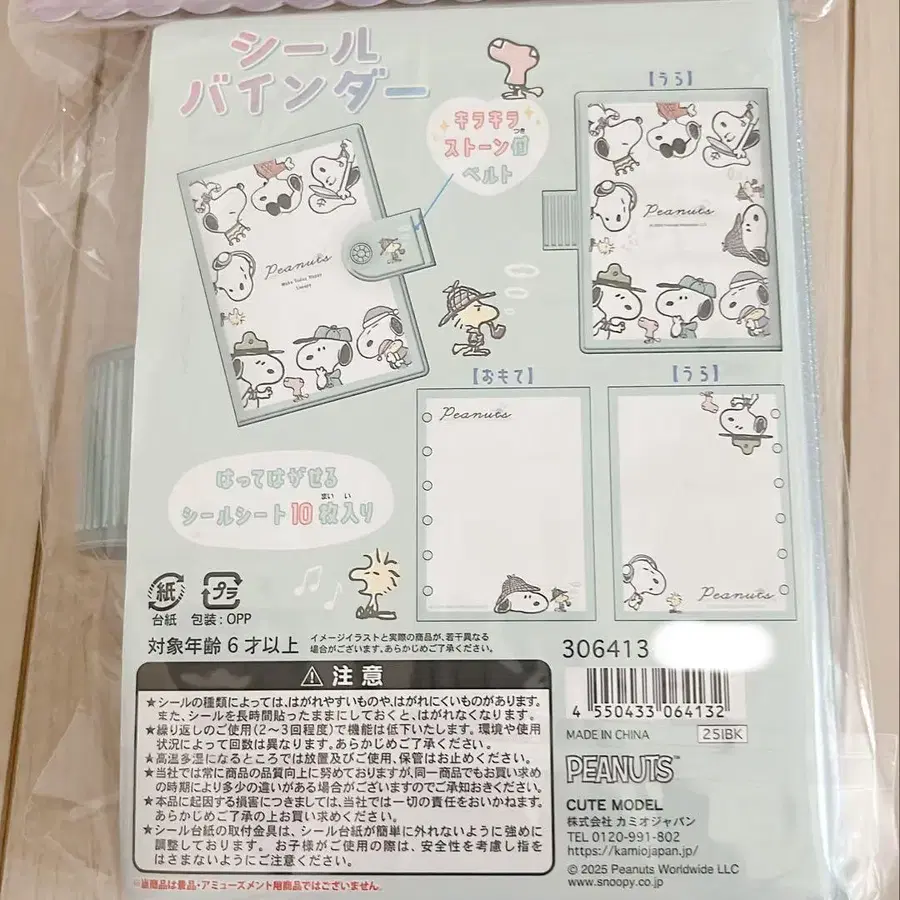 シール
バインダー
キラキラ
ストーン付
つき
ベルト
【うら】
Peanuts
Peanuts
【おもて】
【うら】
Peanuts
Peanuts
はってはがせる
シールシート10枚入り
まい い
紙
プラ
台紙
包装:OPP
対象年齢6才以上
イメージイラストと実際の商品が、若干異なる
場合がございます。あらかじめご了承ください。
注意
★シールの種類によっては、はがれやすいものや、はがれにくいものがあります。
また、シールを長時間貼ったままにしておくと、はがれなくなります。
★繰り返しのご使用(2〜3回程度)で機能は低下いたします。環境や使用
状況によって回数は異なります。あらかじめご了承ください。
★高温多湿になるところでは放置及びご使用、保管はお止めください。
★当社では常に商品の品質向上に努めておりますが、同一商品でもお買い求め
の時期により多少の違いがある場合がございますのでご承知おきください。
★本品に起因する損害につきましては、当社では一切の責任をおいかねます。
あらかじめご了承の上お買い求めください。
★シール台紙の取付金具は、シール台紙が簡単に外れないように強めに
調整しております。お子様がご使用の際は、安全性を考慮し指を
はさまないようにご注意ください。
※当商品は景品・アミューズメント用商品ではございません。
306413
4 550433 064132
MADE IN CHINA
25IBK
PEANUTS™
CUTE MODEL
株式会社 カミオジャパン
TEL 0120-991-802
https://kamiojapan.jp/
© 2025 Peanuts Worldwide LLC
www.snoopy.co.jp